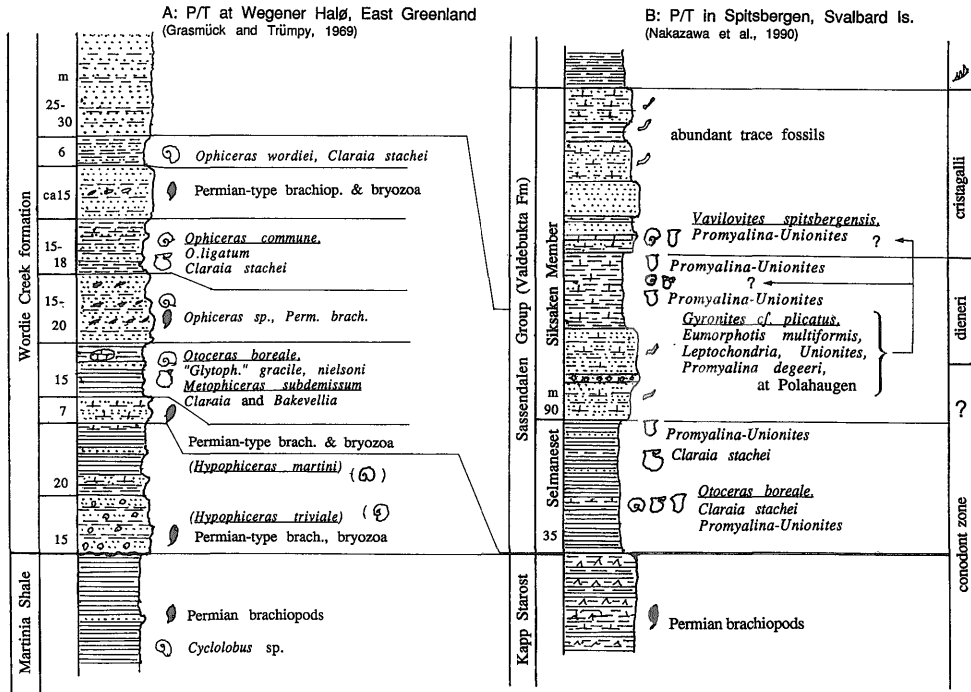 A: P/T at Wegener Halø, East Greenland
(Grasmück and Trümpy, 1969)
Wordie Creek formation
Martinia Shale
m
25-
30
6
ca15
15-
18
15-
20
15
7
20
15
Ophiceras wordiei, Claraia stachei
Permian-type brachiop. & bryozoa
Ophiceras commune,
O.ligatum
Claraia stachei
Ophiceras sp., Perm. brach.
Otoceras boreale,
"Glytoph." gracile, nielsoni
Metophiceras subdemissum
Claraia and Bakevellia
Permian-type brach. & bryozoa
(Hypophiceras martini)
(Hypophiceras triviale)
Permian-type brach., bryozoa
Permian brachiopods
Cyclolobus sp.
B: P/T in Spitsbergen, Svalbard Is.
(Nakazawa et al., 1990)
Sassendalen Group (Valdebukta Fm)
Siksaken Member
Selmaneset
Kapp Starost
m
90
35
abundant trace fossils
Vavilovites spitsbergensis,
Promyalina-Unionites ?
Promyalina-Unionites
?
Promyalina-Unionites
Gyronites cf. plicatus,
Eumorphotis multiformis,
Leptochondria, Unionites,
Promyalina degeeri,
at Polahaugen
Promyalina-Unionites
Claraia stachei
Otoceras boreale,
Claraia stachei
Promyalina-Unionites
Permian brachiopods
cristagalli
dieneri
?
conodont zone